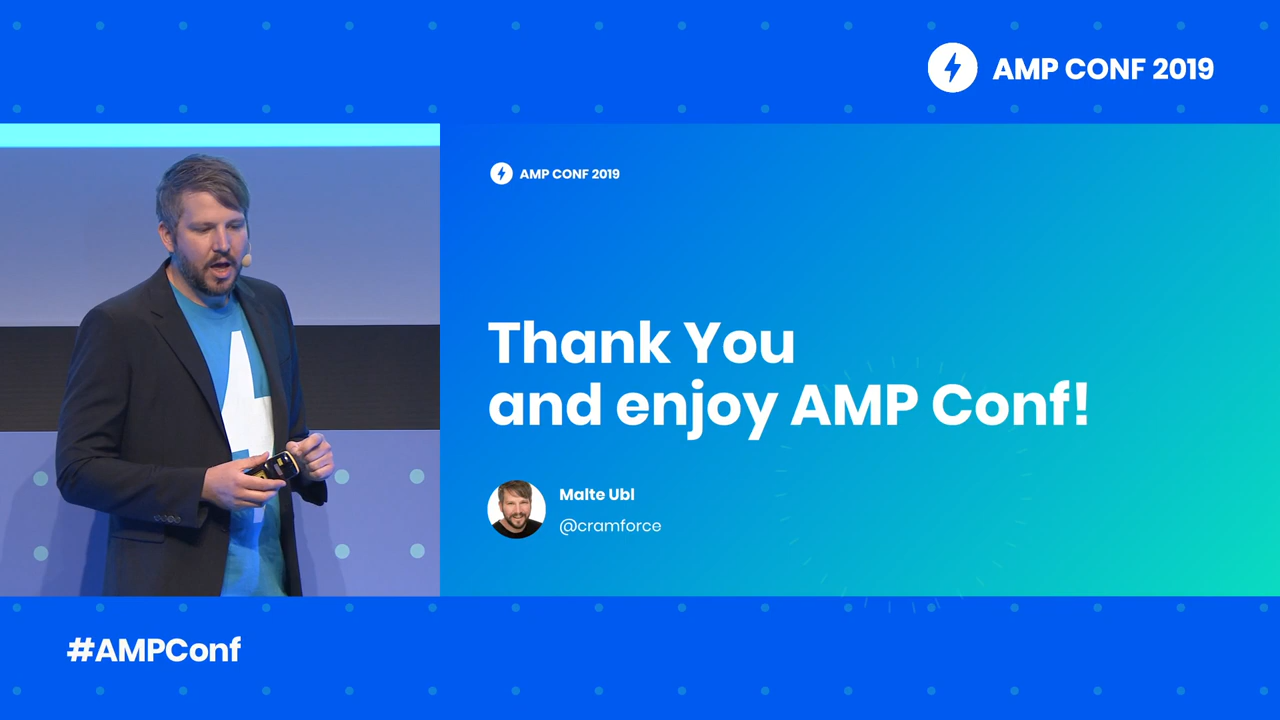 AMP CONF 2019
AMP CONF 2019
Thank You
and enjoy AMP Conf!
Malte Ubl
@cramforce
#AMPConf